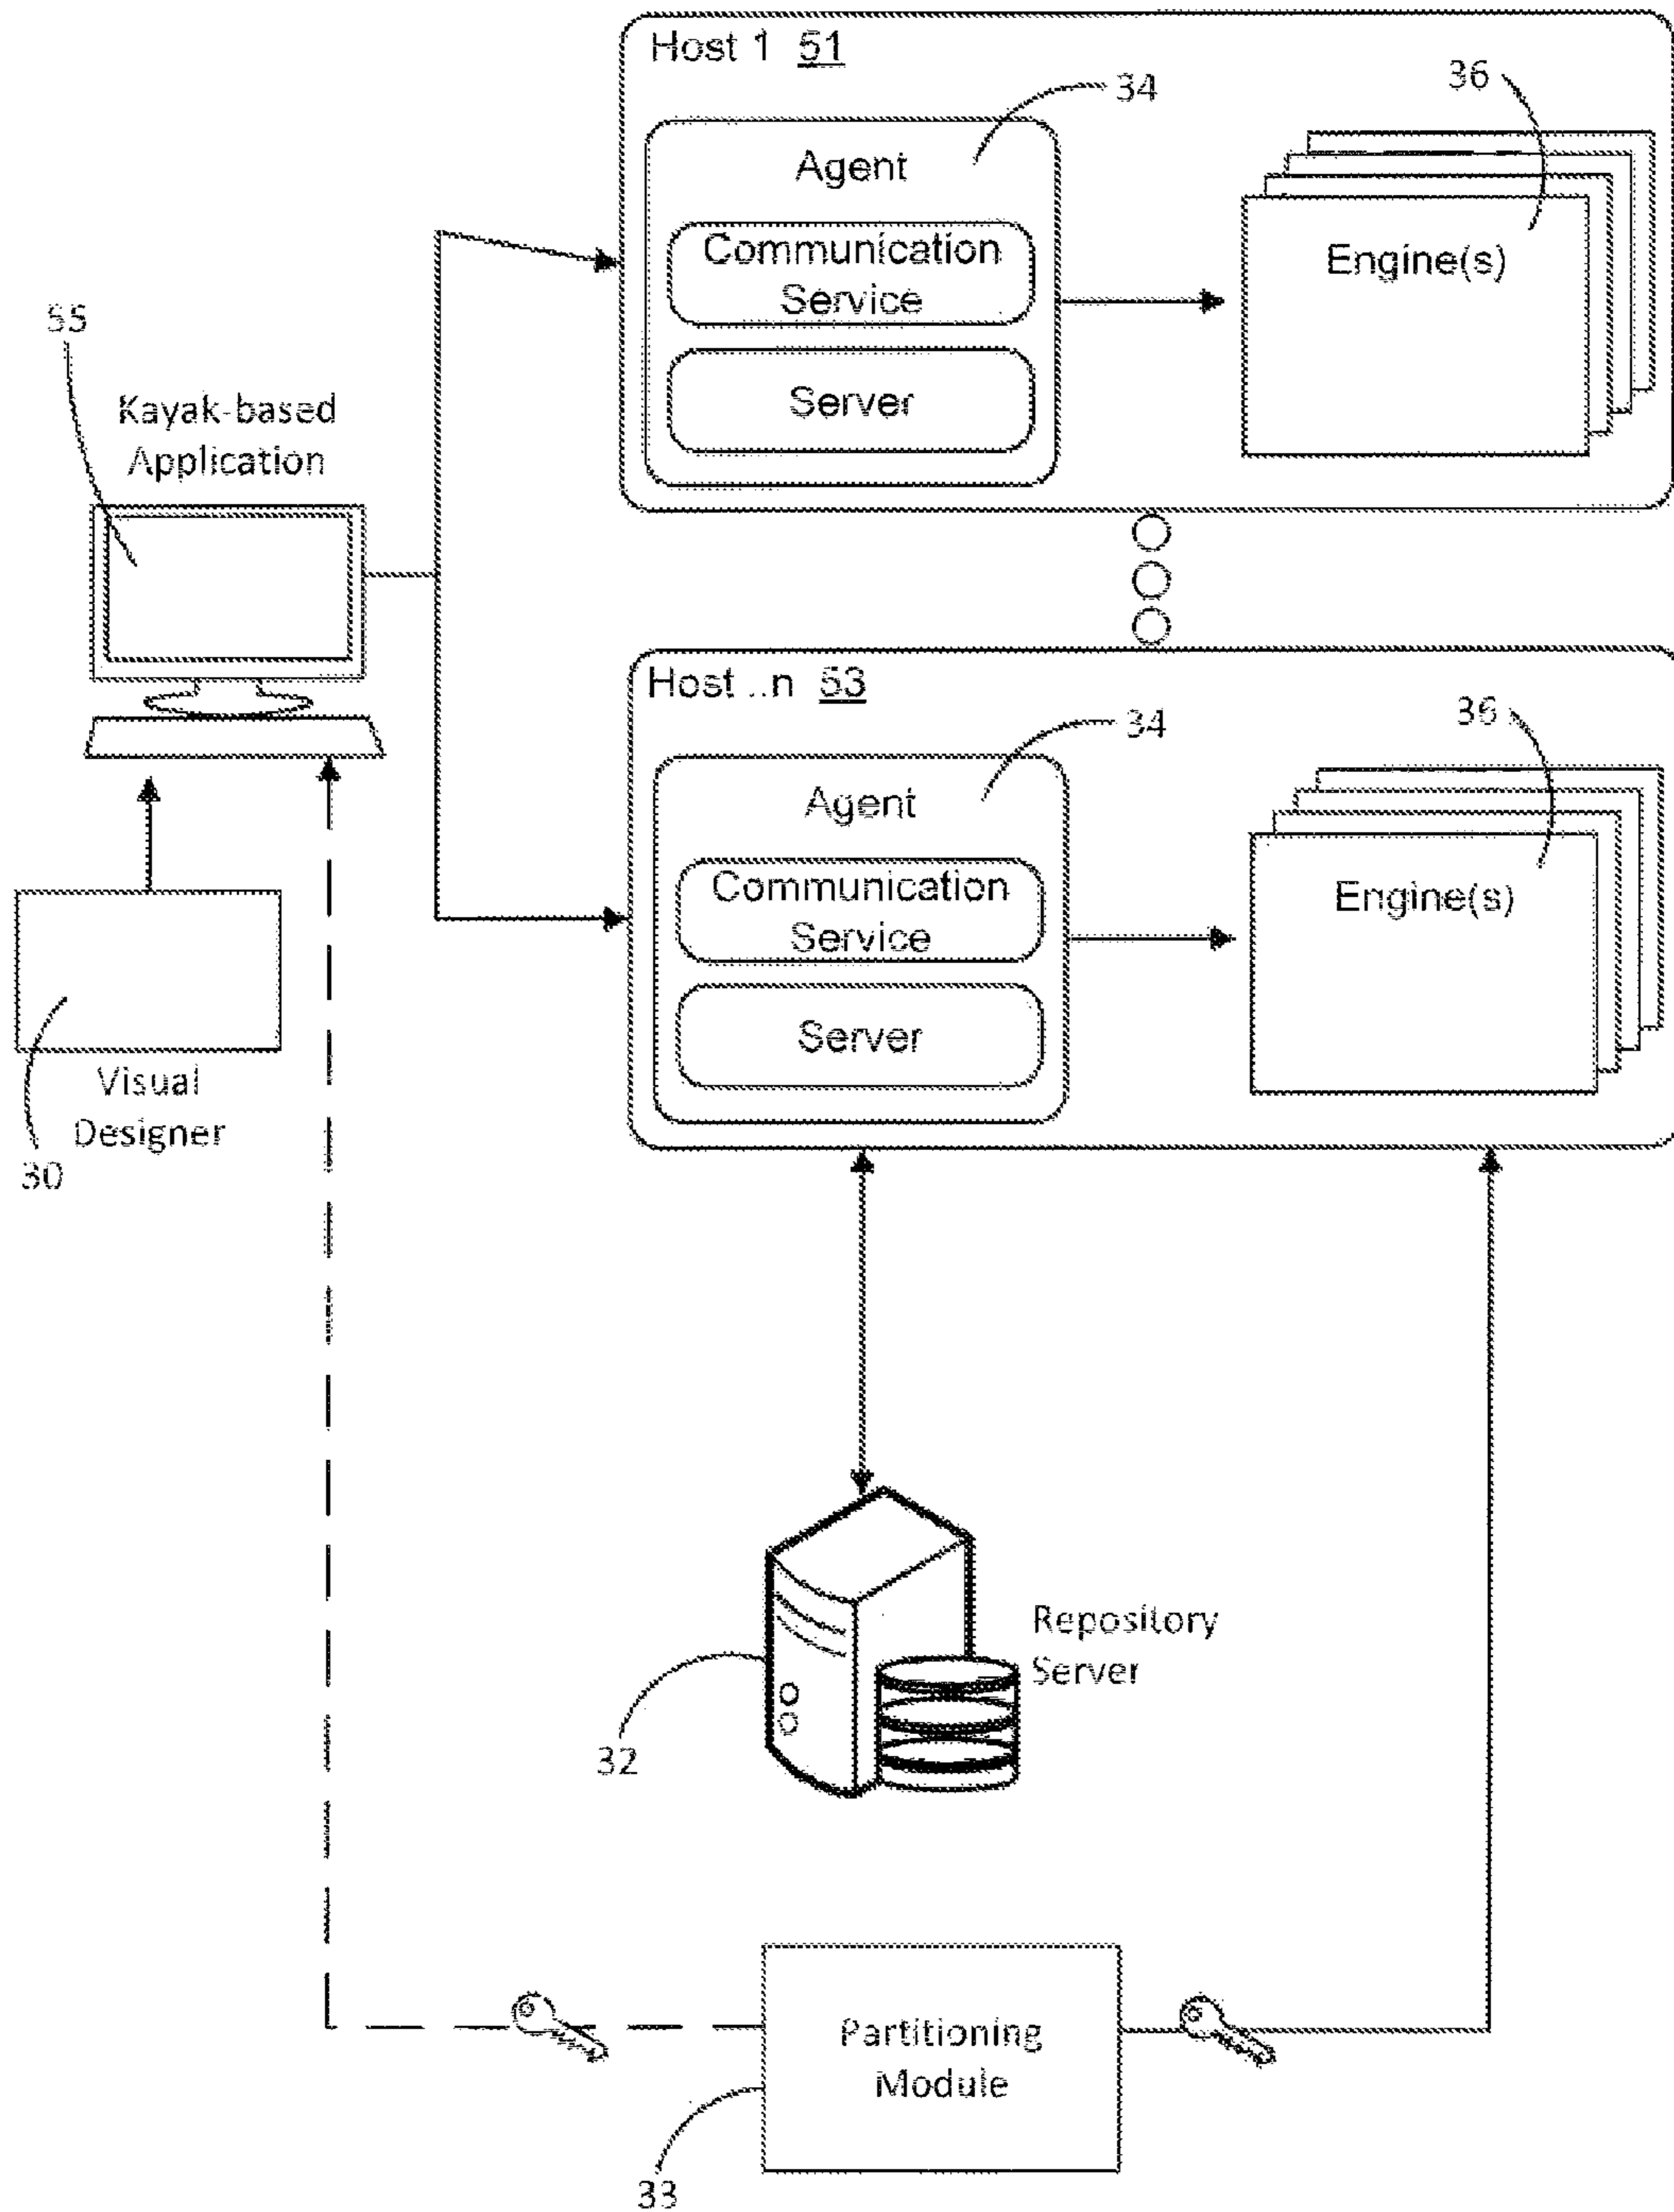 Host 1 51
34
36
Agent
Communication
Service
Server
Engine(s)
55
Kayak-based
Application
Host ..n 53
34
36
Agent
Communication
Service
Server
Engine(s)
Visual
Designer
30
Repository
Server
32
Partitioning
Module
33